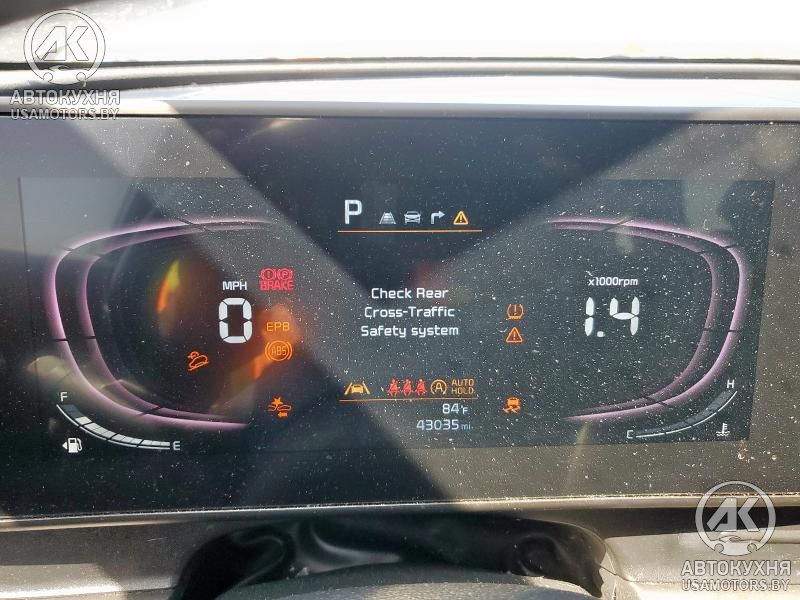 AK
АВТОКУХНЯ
USAMOTORS.BY
P
MPH
0
BRAKE
EPB
ABS
Check Rear
Cross-Traffic
Safety system
x1000rpm
1.4
AUTO
HOLD
84°F
43035 mi
F
E
H
C
AK
АВТОКУХНЯ
USAMOTORS.BY